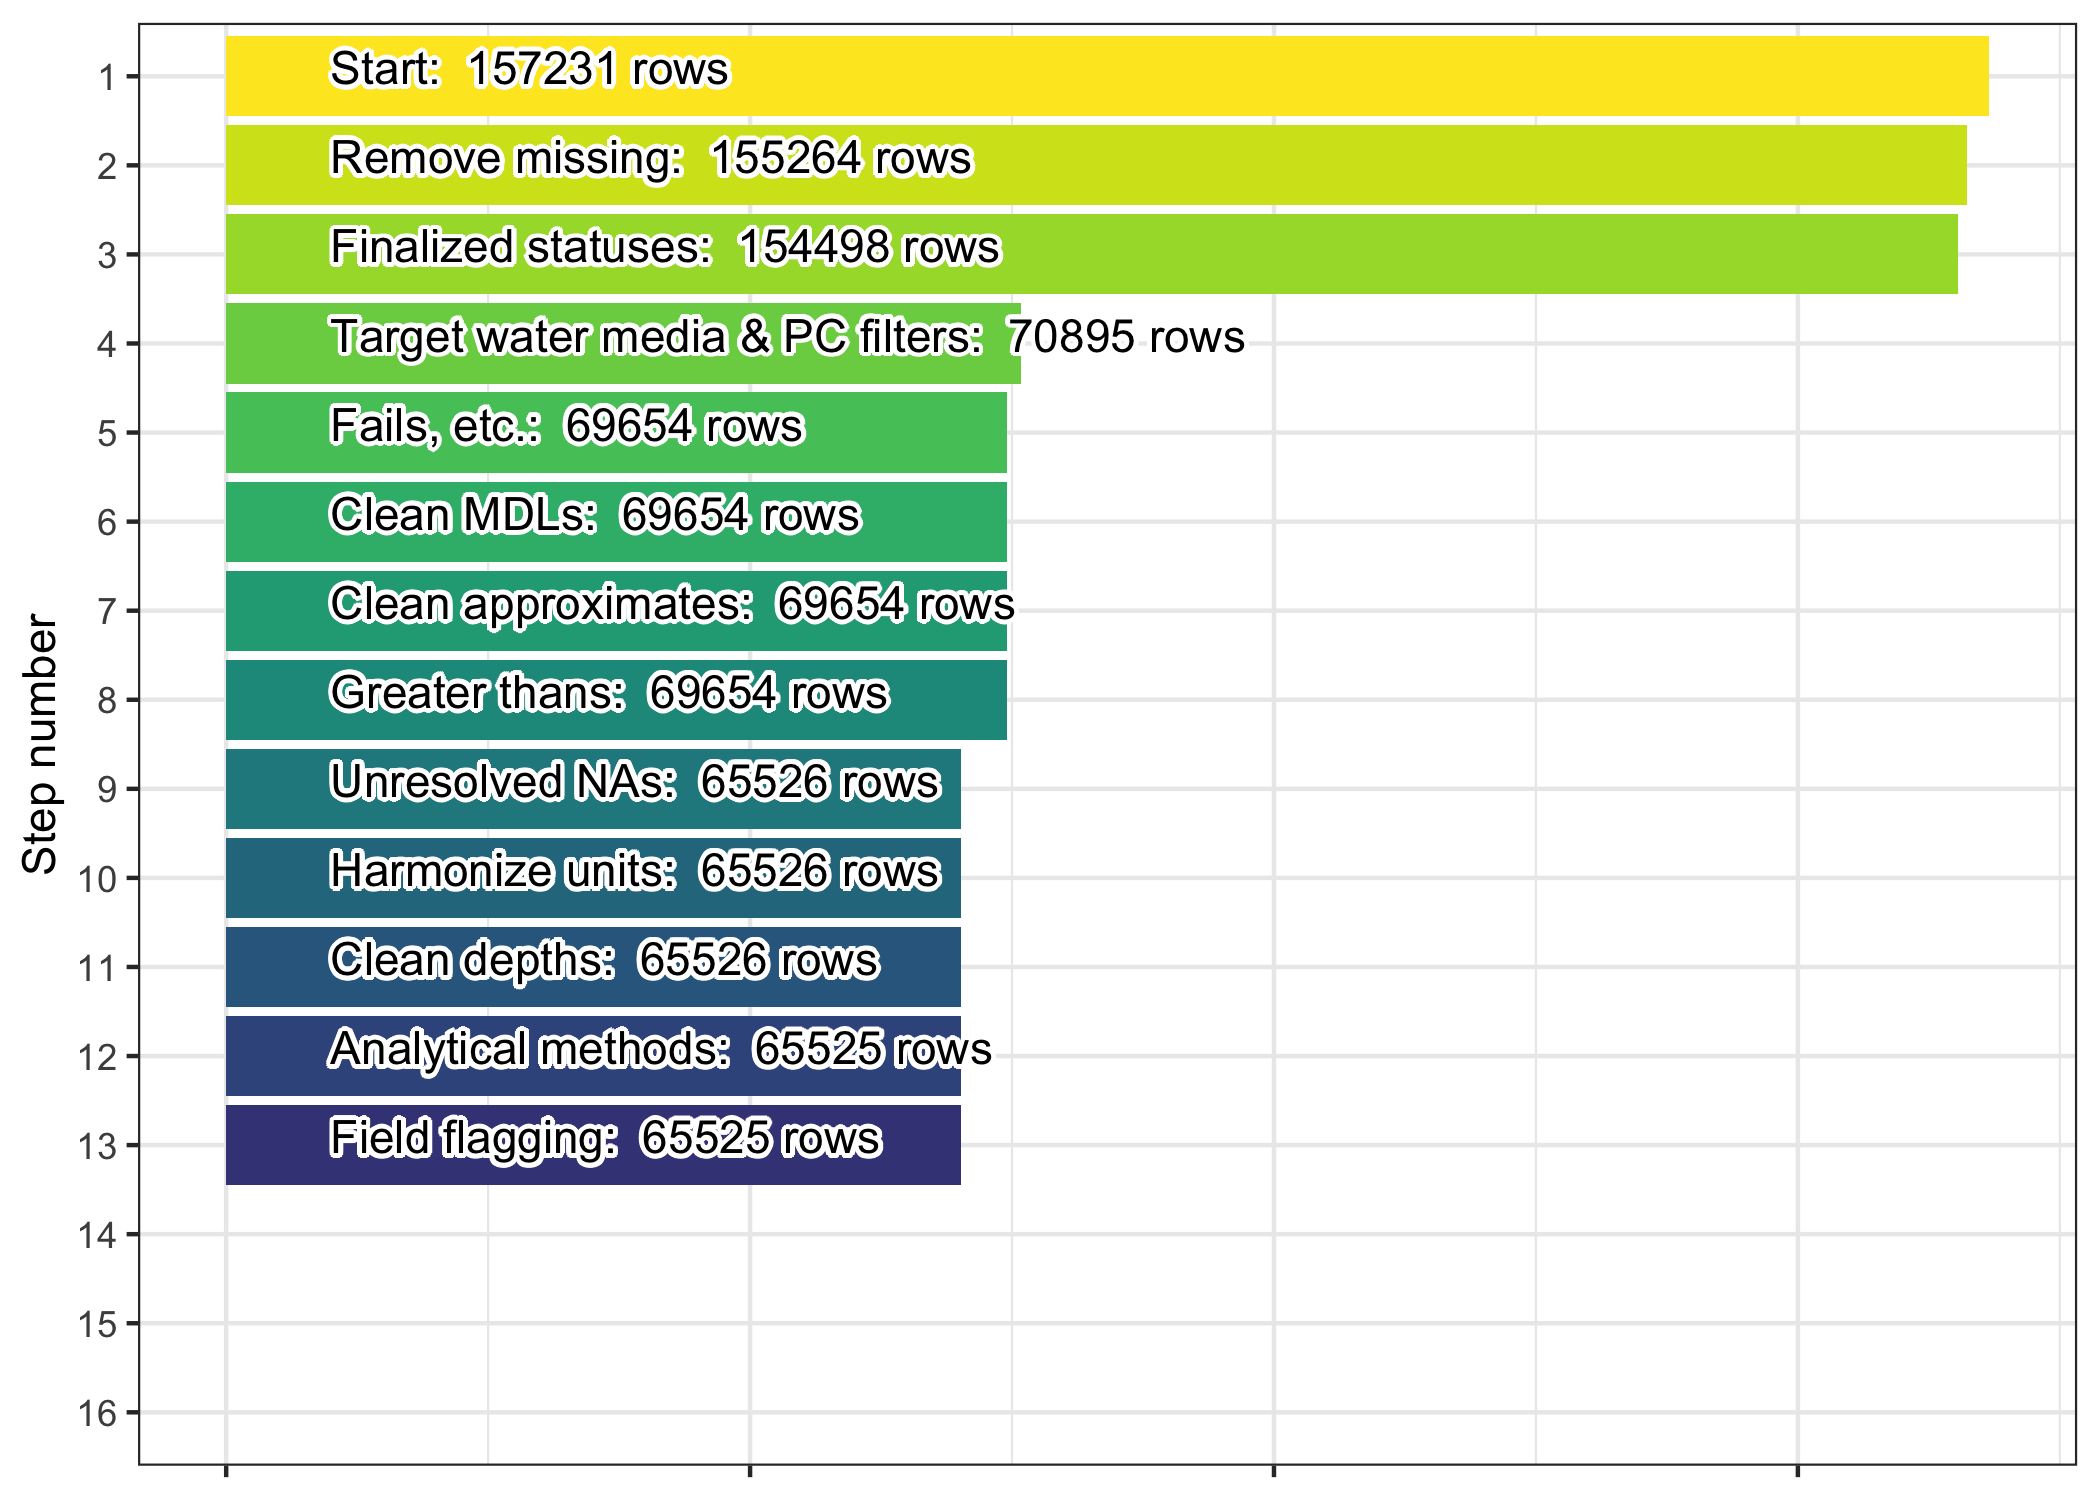 Step number
1
Start:  157231 rows
2
Remove missing:  155264 rows
3
Finalized statuses:  154498 rows
4
Target water media & PC filters:  70895 rows
5
Fails, etc.:  69654 rows
6
Clean MDLs:  69654 rows
7
Clean approximates:  69654 rows
8
Greater thans:  69654 rows
9
Unresolved NAs:  65526 rows
10
Harmonize units:  65526 rows
11
Clean depths:  65526 rows
12
Analytical methods:  65525 rows
13
Field flagging:  65525 rows
14
15
16